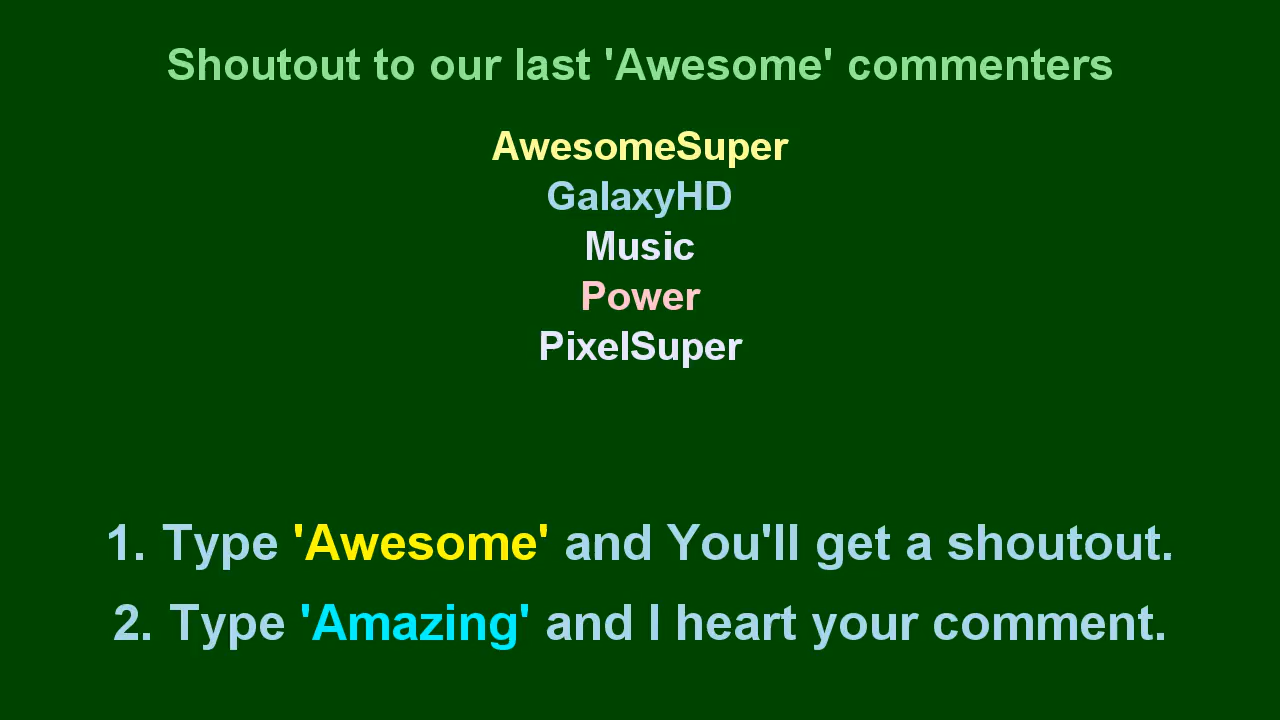 Shoutout to our last 'Awesome' commenters
AwesomeSuper
GalaxyHD
Music
Power
PixelSuper
1. Type 'Awesome' and You'll get a shoutout.
2. Type 'Amazing' and I heart your comment.